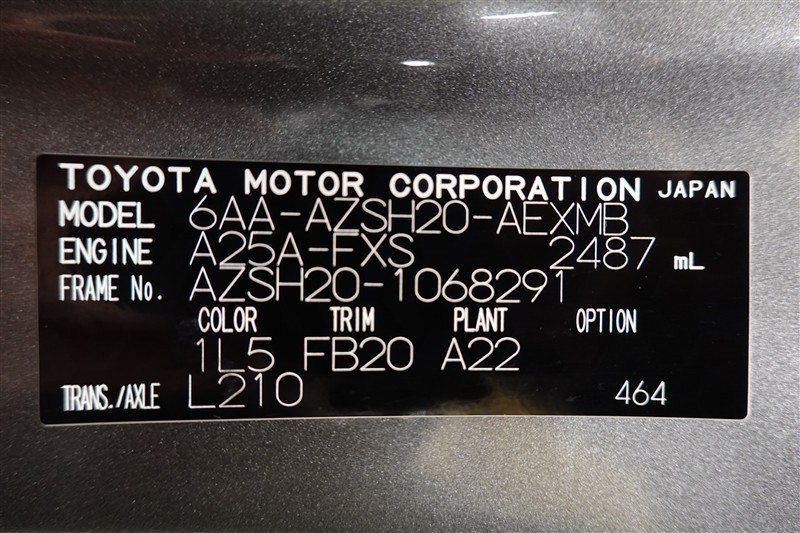 TOYOTA MOTOR CORPORATION JAPAN
MODEL 6AA-AZSH20-AEXMB
ENGINE A25A-FXS 2487 mL
FRAME No. AZSH20-1068291
COLOR TRIM PLANT OPTION
1L5 FB20 A22
TRANS./AXLE L210 464